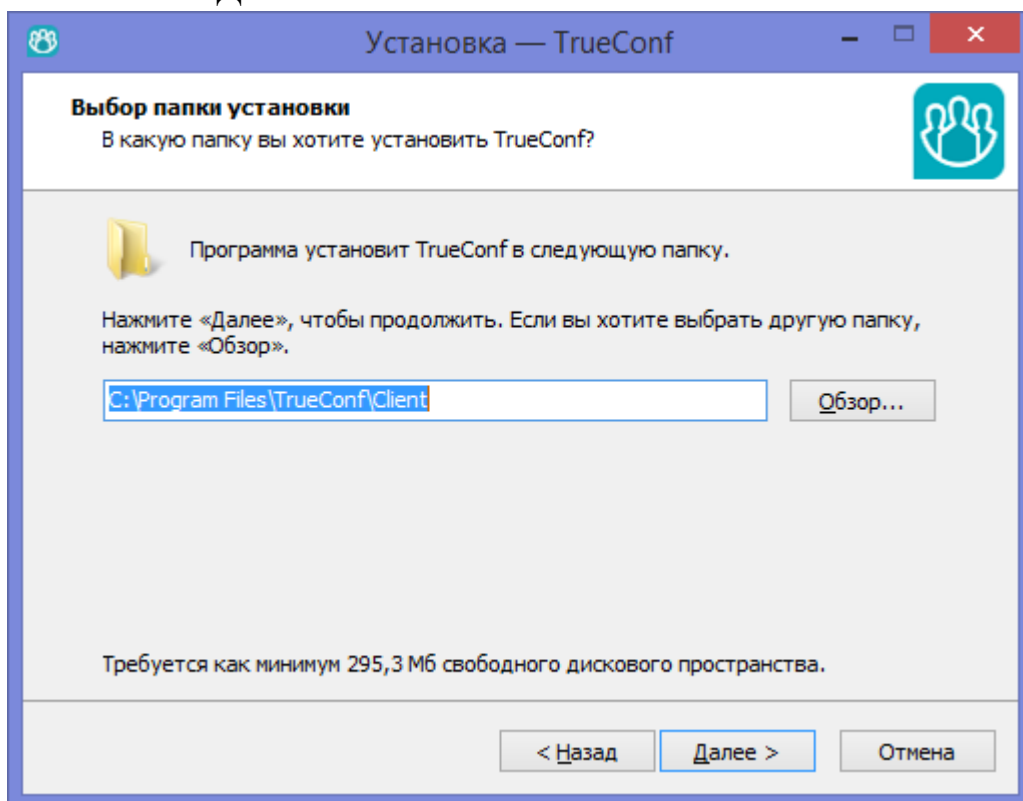 Установка — TrueConf
Выбор папки установки
В какую папку вы хотите установить TrueConf?
Программа установит TrueConf в следующую папку.
Нажмите «Далее», чтобы продолжить. Если вы хотите выбрать другую папку,
нажмите «Обзор».
C:\Program Files\TrueConf\Client
Обзор...
Требуется как минимум 295,3 Мб свободного дискового пространства.
< Назад
Далее >
Отмена